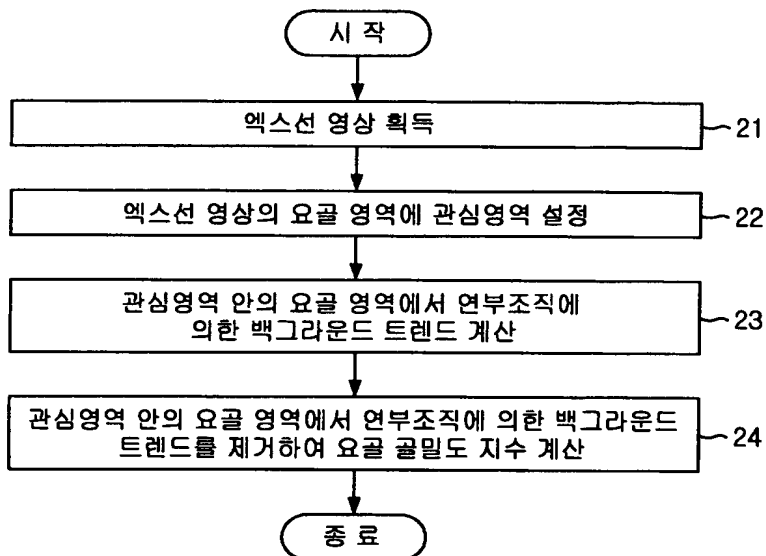 시 작
엑스선 영상 획득
21
엑스선 영상의 요골 영역에 관심영역 설정
22
관심영역 안의 요골 영역에서 연부조직에
의한 백그라운드 트렌드 계산
23
관심영역 안의 요골 영역에서 연부조직에 의한 백그라운드
트렌드를 제거하여 요골 골밀도 지수 계산
24
종 료